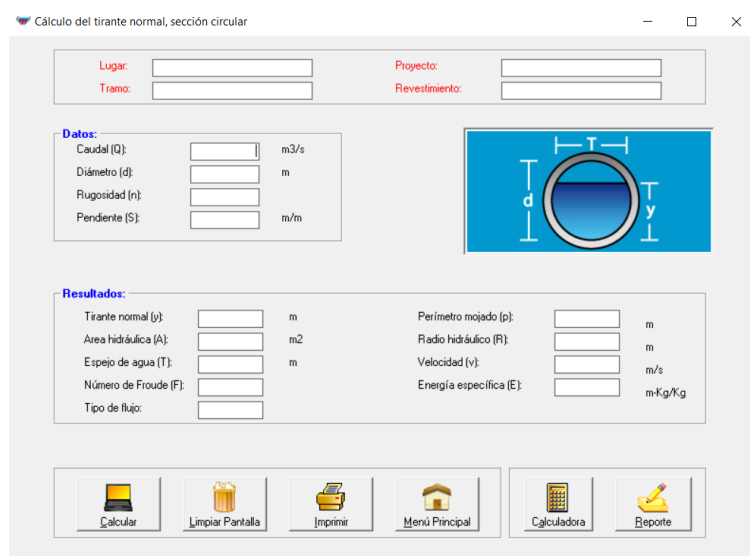 Cálculo del tirante normal, sección circular
Lugar: Proyecto:
Tramo: Revestimiento:
Datos:
Caudal (Q): m3/s
Diámetro (d): m
Rugosidad (n):
Pendiente (S): m/m
T
d
y
Resultados:
Tirante normal (y): m Perímetro mojado (p): m
Area hidráulica (A): m2 Radio hidráulico (R): m
Espejo de agua (T): m Velocidad (v): m/s
Número de Froude (F): Energía específica (E): m-Kg/Kg
Tipo de flujo:
Calcular Limpiar Pantalla Imprimir Menú Principal Calculadora Reporte